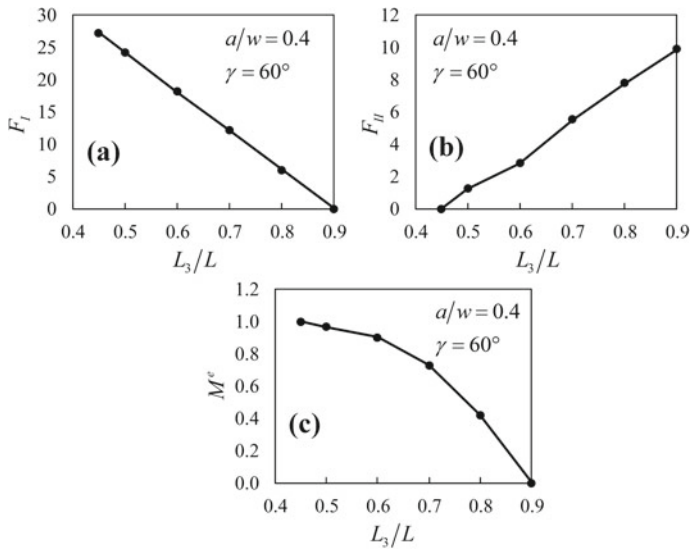 30
25
20
15
10
5
0
F_I
a/w = 0.4
γ = 60°
(a)
0.4 0.5 0.6 0.7 0.8 0.9
L_3/L
12
10
8
6
4
2
0
F_II
a/w = 0.4
γ = 60°
(b)
0.4 0.5 0.6 0.7 0.8 0.9
L_3/L
1.2
1.0
0.8
0.6
0.4
0.2
0.0
M^e
a/w = 0.4
γ = 60°
(c)
0.4 0.5 0.6 0.7 0.8 0.9
L_3/L